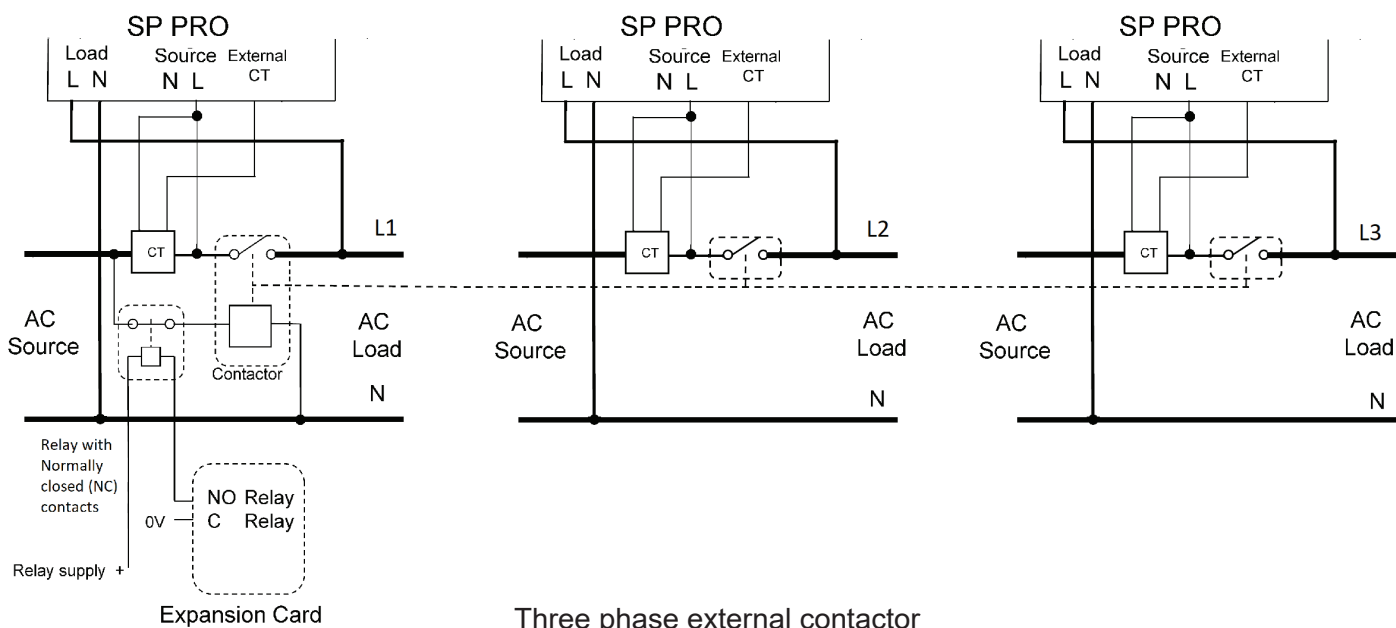 SP PRO
Load
Source
External
CT
L N
N L
CT
L1
AC
Source
AC
Load
Contactor
N
Relay with
Normally
closed (NC)
contacts
NO Relay
0V
C Relay
Relay supply +
Expansion Card
SP PRO
Load
Source
External
CT
L N
N L
CT
L2
AC
Source
AC
Load
N
SP PRO
Load
Source
External
CT
L N
N L
CT
L3
AC
Source
AC
Load
N
Three phase external contactor